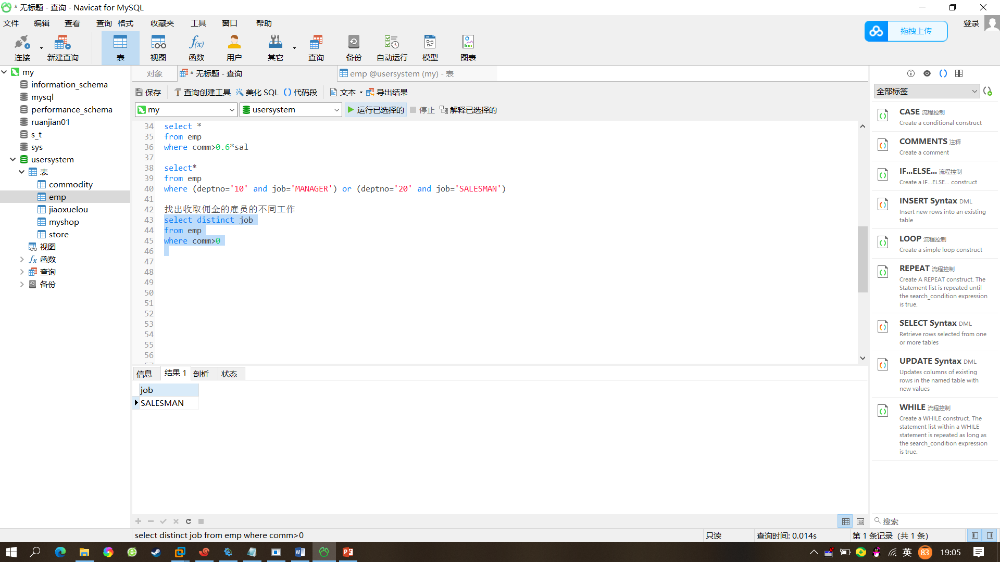 * 无标题 - 查询 - Navicat for MySQL
文件 编辑 查看 查询 格式 收藏夹 工具 窗口 帮助
登录
拖拽上传
连接 新建查询 表 视图 函数 用户 其它 查询 备份 自动运行 模型 图表
my
information_schema
mysql
performance_schema
ruanjian01
s_t
sys
usersystem
表
commodity
emp
jiaoxuelou
myshop
store
视图
函数
查询
备份
对象 * 无标题 - 查询 emp @usersystem (my) - 表
保存 查询创建工具 美化 SQL 代码段 文本 导出结果
my usersystem 运行已选择的 停止 解释已选择的
34 select *
35 from emp
36 where comm>0.6*sal
37
38 select*
39 from emp
40 where (deptno='10' and job='MANAGER') or (deptno='20' and job='SALESMAN')
41
42 找出收取佣金的雇员的不同工作
43 select distinct job
44 from emp
45 where comm>0
46
47
48
49
50
51
52
53
54
55
56
信息 结果 1 剖析 状态
job
SALESMAN
select distinct job from emp where comm>0
只读
查询时间: 0.014s
第 1 条记录 (共 1 条)
全部标签
CASE 流程控制
Create a conditional construct
COMMENTS 注释
Create a comment
IF...ELSE... 流程控制
Create a IF...ELSE... construct
INSERT Syntax DML
Insert new rows into an existing
table
LOOP 流程控制
Create a simple loop construct
REPEAT 流程控制
Create A REPEAT construct. The
Statement list is repeated until
the search_condition expression
is true.
SELECT Syntax DML
Retrieve rows selected from one
or more tables
UPDATE Syntax DML
Updates columns of existing
rows in the named table with
new values
WHILE 流程控制
Create a WHILE construct. The
statement list within a WHILE
statement is repeated as long as
the search_condition expression
is true.
搜索
英 83 19:05